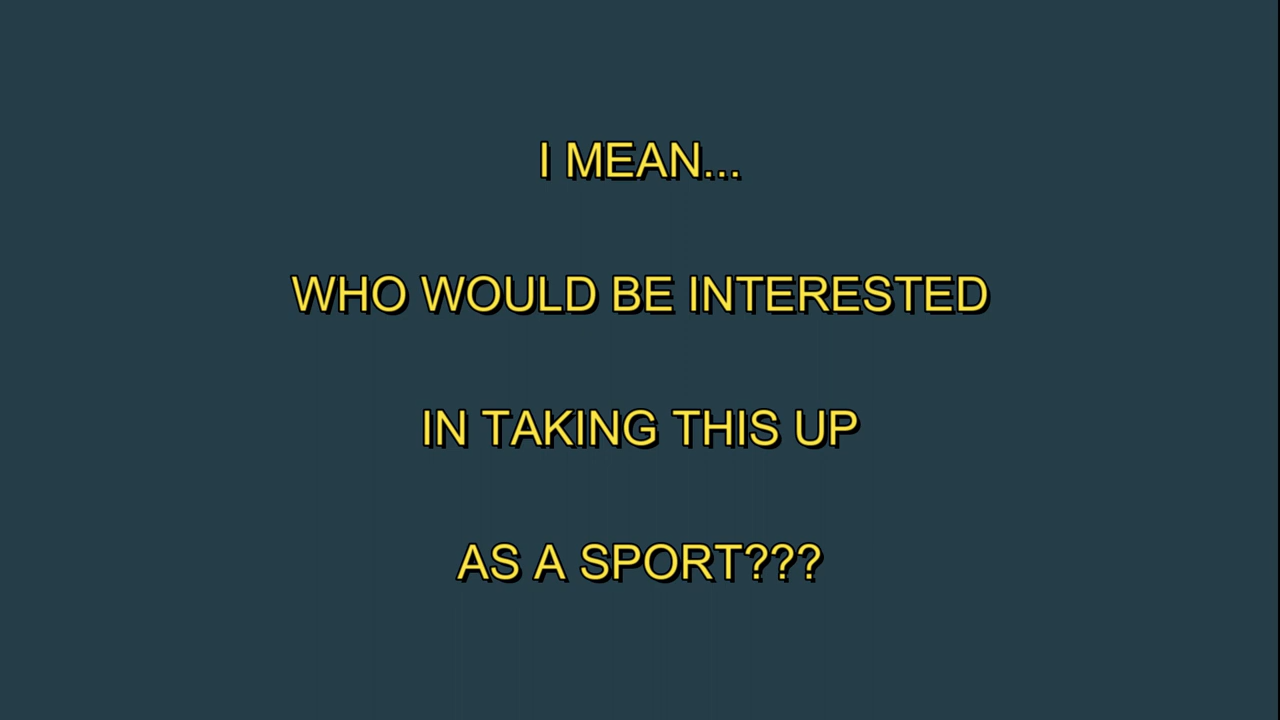 I MEAN...
WHO WOULD BE INTERESTED
IN TAKING THIS UP
AS A SPORT???